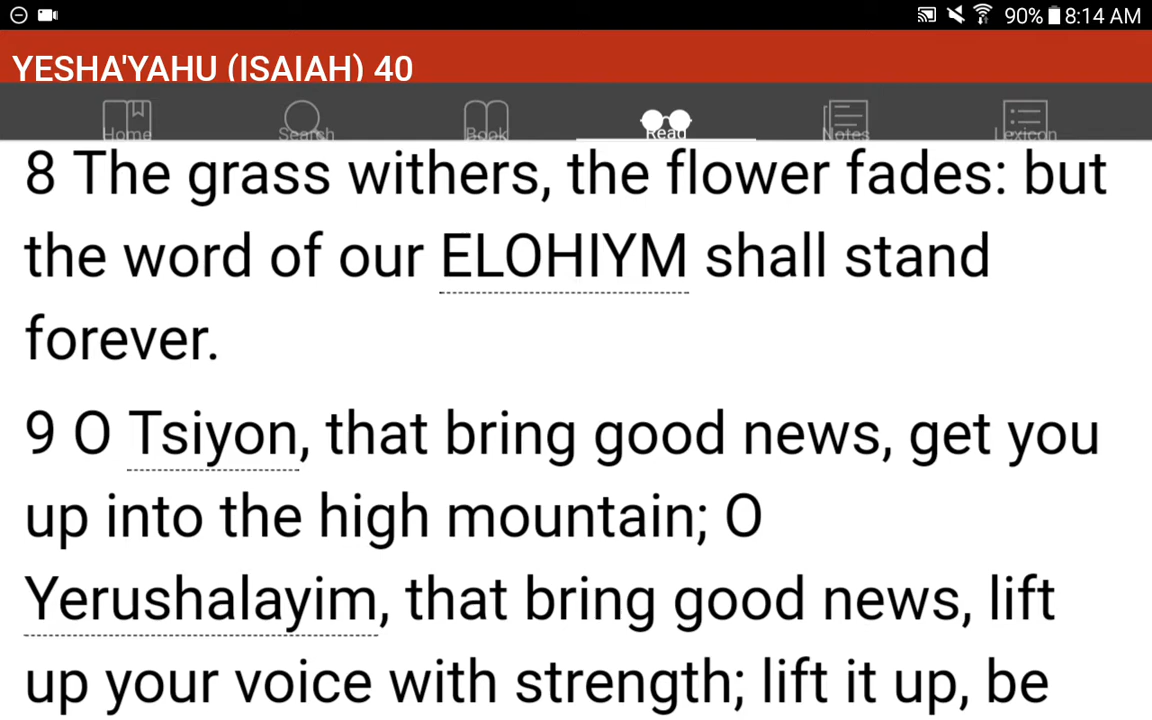 90% 8:14 AM
YESHA'YAHU (ISAIAH) 40
Home Search Book Read Notes Lexicon
8 The grass withers, the flower fades: but
the word of our ELOHIYM shall stand
forever.
9 O Tsiyon, that bring good news, get you
up into the high mountain; O
Yerushalayim, that bring good news, lift
up your voice with strength; lift it up, be